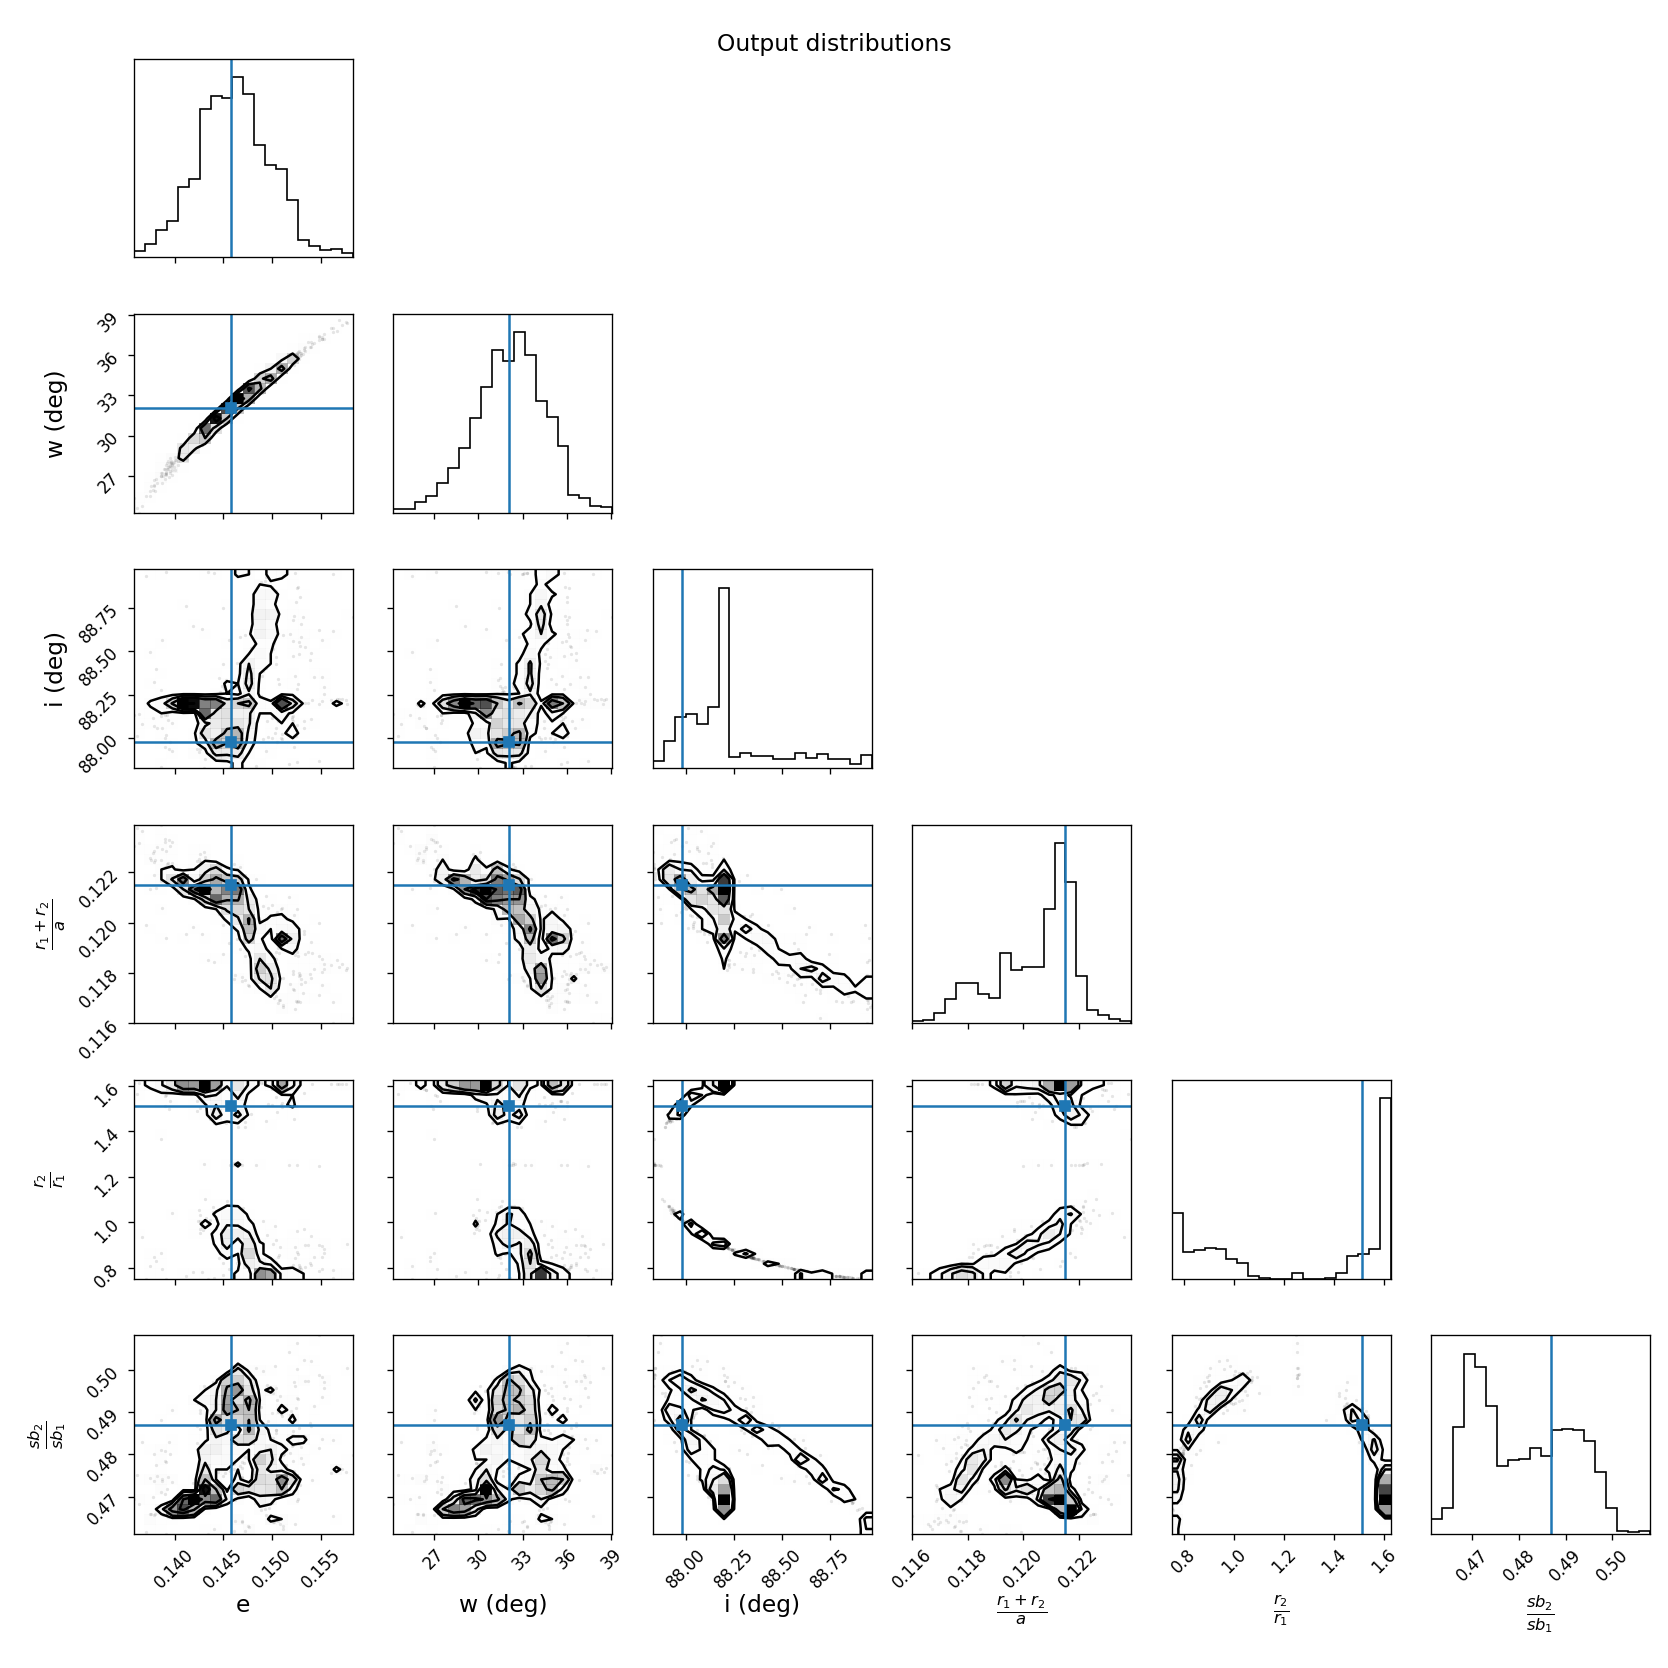 Output distributions
39
36
33
30
27
w (deg)
88.75
88.50
88.25
88.00
i (deg)
0.122
0.120
0.118
0.116
r₁ + r₂
a
1.6
1.4
1.2
1.0
0.8
r₂
r₁
0.50
0.49
0.48
0.47
sb₂
sb₁
0.140 0.145 0.150 0.155 27 30 33 36 39 88.00 88.25 88.50 88.75 0.116 0.118 0.120 0.122 0.8 1.0 1.2 1.4 1.6 0.47 0.48 0.49 0.50
e w (deg) i (deg) r₁ + r₂ r₂ sb₂
a r₁ sb₁